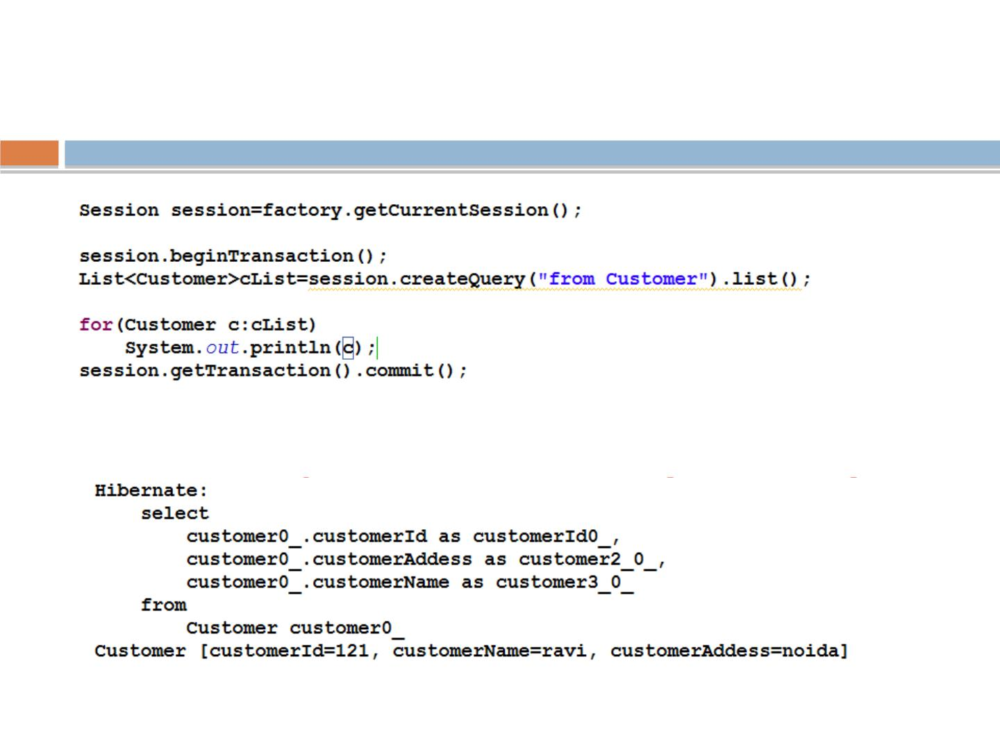 Session session=factory.getCurrentSession();
session.beginTransaction();
List<Customer>cList=session.createQuery("from Customer").list();
for(Customer c:cList)
System.out.println(c);
session.getTransaction().commit();
Hibernate:
select
customer0_.customerId as customerId0_,
customer0_.customerAddess as customer2_0_,
customer0_.customerName as customer3_0_
from
Customer customer0_
Customer [customerId=121, customerName=ravi, customerAddess=noida]